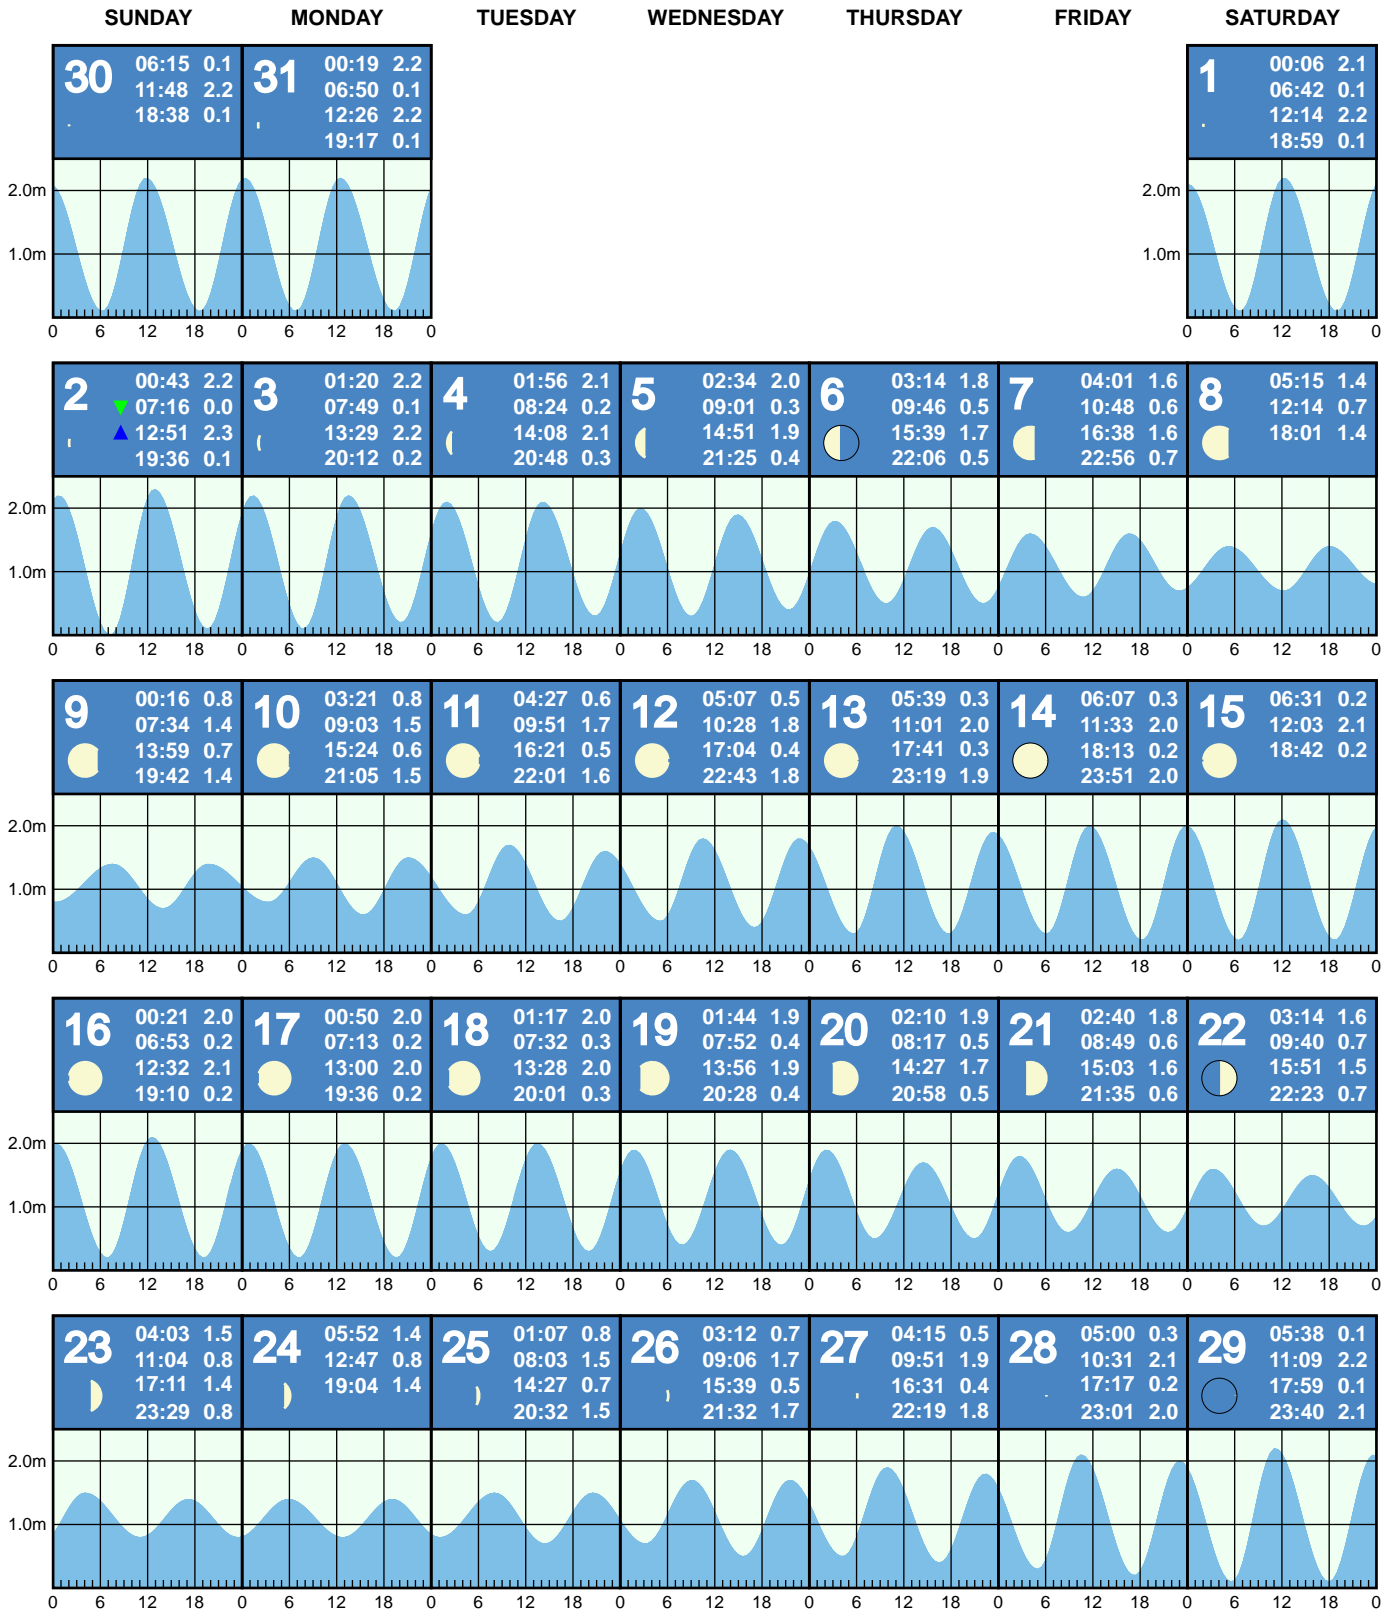 SUNDAY MONDAY TUESDAY WEDNESDAY THURSDAY FRIDAY SATURDAY
30 06:15 0.1
11:48 2.2
18:38 0.1
31 00:19 2.2
06:50 0.1
12:26 2.2
19:17 0.1
1 00:06 2.1
06:42 0.1
12:14 2.2
18:59 0.1
2.0m 2.0m
1.0m 1.0m
0 6 12 18 0 6 12 18 0 0 6 12 18 0
2 00:43 2.2
07:16 0.0
12:51 2.3
19:36 0.1
3 01:20 2.2
07:49 0.1
13:29 2.2
20:12 0.2
4 01:56 2.1
08:24 0.2
14:08 2.1
20:48 0.3
5 02:34 2.0
09:01 0.3
14:51 1.9
21:25 0.4
6 03:14 1.8
09:46 0.5
15:39 1.7
22:06 0.5
7 04:01 1.6
10:48 0.6
16:38 1.6
22:56 0.7
8 05:15 1.4
12:14 0.7
18:01 1.4
2.0m
1.0m
0 6 12 18 0 6 12 18 0 6 12 18 0 6 12 18 0 6 12 18 0 6 12 18 0 6 12 18 0
9 00:16 0.8
07:34 1.4
13:59 0.7
19:42 1.4
10 03:21 0.8
09:03 1.5
15:24 0.6
21:05 1.5
11 04:27 0.6
09:51 1.7
16:21 0.5
22:01 1.6
12 05:07 0.5
10:28 1.8
17:04 0.4
22:43 1.8
13 05:39 0.3
11:01 2.0
17:41 0.3
23:19 1.9
14 06:07 0.3
11:33 2.0
18:13 0.2
23:51 2.0
15 06:31 0.2
12:03 2.1
18:42 0.2
2.0m
1.0m
0 6 12 18 0 6 12 18 0 6 12 18 0 6 12 18 0 6 12 18 0 6 12 18 0 6 12 18 0
16 00:21 2.0
06:53 0.2
12:32 2.1
19:10 0.2
17 00:50 2.0
07:13 0.2
13:00 2.0
19:36 0.2
18 01:17 2.0
07:32 0.3
13:28 2.0
20:01 0.3
19 01:44 1.9
07:52 0.4
13:56 1.9
20:28 0.4
20 02:10 1.9
08:17 0.5
14:27 1.7
20:58 0.5
21 02:40 1.8
08:49 0.6
15:03 1.6
21:35 0.6
22 03:14 1.6
09:40 0.7
15:51 1.5
22:23 0.7
2.0m
1.0m
0 6 12 18 0 6 12 18 0 6 12 18 0 6 12 18 0 6 12 18 0 6 12 18 0 6 12 18 0
23 04:03 1.5
11:04 0.8
17:11 1.4
23:29 0.8
24 05:52 1.4
12:47 0.8
19:04 1.4
25 01:07 0.8
08:03 1.5
14:27 0.7
20:32 1.5
26 03:12 0.7
09:06 1.7
15:39 0.5
21:32 1.7
27 04:15 0.5
09:51 1.9
16:31 0.4
22:19 1.8
28 05:00 0.3
10:31 2.1
17:17 0.2
23:01 2.0
29 05:38 0.1
11:09 2.2
17:59 0.1
23:40 2.1
2.0m
1.0m
0 6 12 18 0 6 12 18 0 6 12 18 0 6 12 18 0 6 12 18 0 6 12 18 0 6 12 18 0